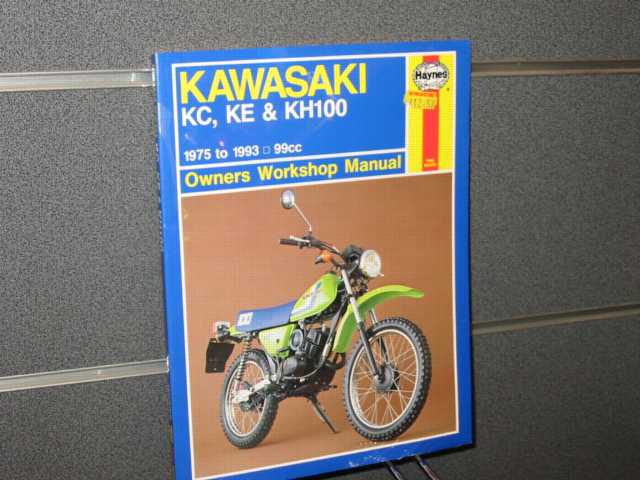 KAWASAKI
KC, KE & KH100
1975 to 1993 □ 99cc
Owners Workshop Manual
Haynes